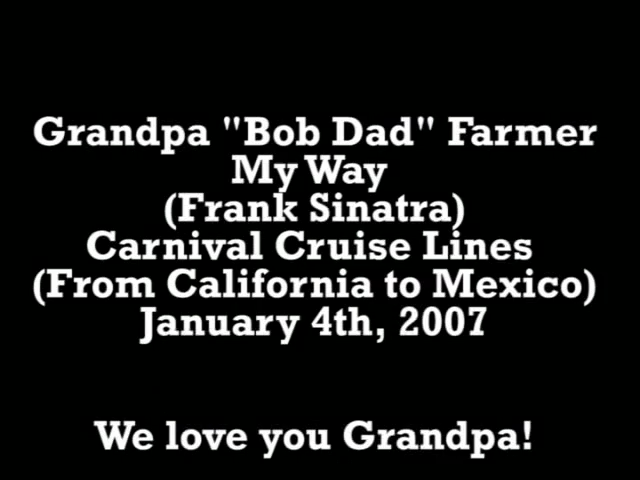 Grandpa "Bob Dad" Farmer
My Way
(Frank Sinatra)
Carnival Cruise Lines
(From California to Mexico)
January 4th, 2007
We love you Grandpa!